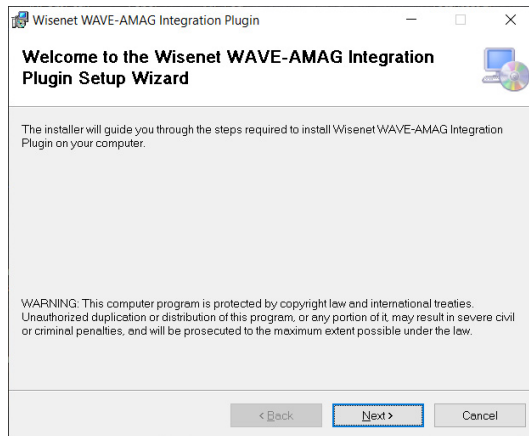 Wisenet WAVE-AMAG Integration Plugin
Welcome to the Wisenet WAVE-AMAG Integration
Plugin Setup Wizard
The installer will guide you through the steps required to install Wisenet WAVE-AMAG Integration
Plugin on your computer.
WARNING: This computer program is protected by copyright law and international treaties.
Unauthorized duplication or distribution of this program, or any portion of it, may result in severe civil
or criminal penalties, and will be prosecuted to the maximum extent possible under the law.
< Back Next > Cancel